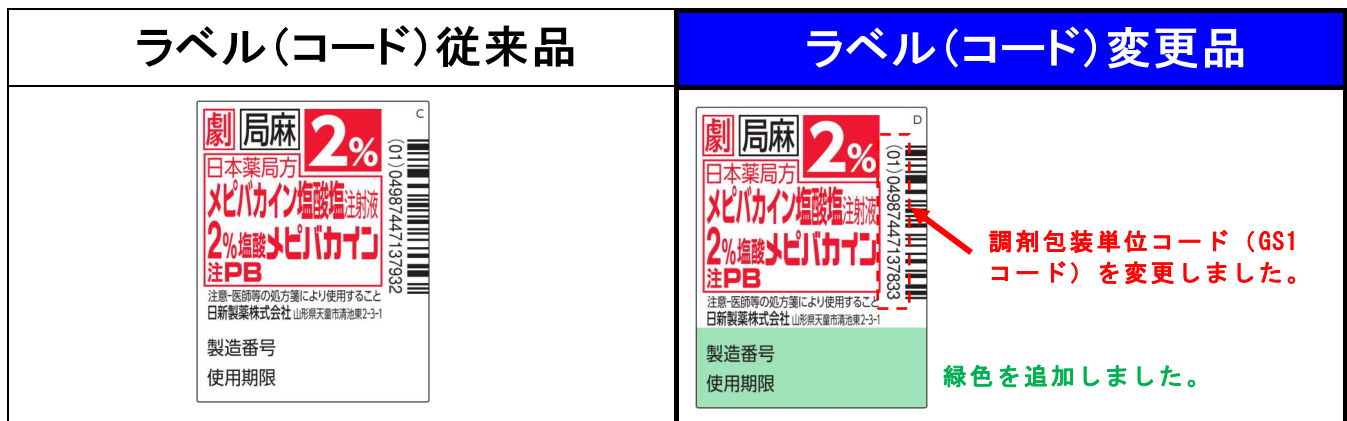 ラベル（コード）従来品
ラベル（コード）変更品
劇 局麻 2%
C
日本薬局方
メピバカイン塩酸塩注射液
2%塩酸メピバカイン
注PB
(01)04987447137932
注意-医師等の処方箋により使用すること
日新製薬株式会社 山形県天童市清池東2-3-1
製造番号
使用期限
劇 局麻 2%
D
日本薬局方
メピバカイン塩酸塩注射液
2%塩酸メピバカイン
注PB
(01)04987447137833
注意-医師等の処方箋により使用すること
日新製薬株式会社 山形県天童市清池東2-3-1
製造番号
使用期限
調剤包装単位コード（GS1
コード）を変更しました。
緑色を追加しました。